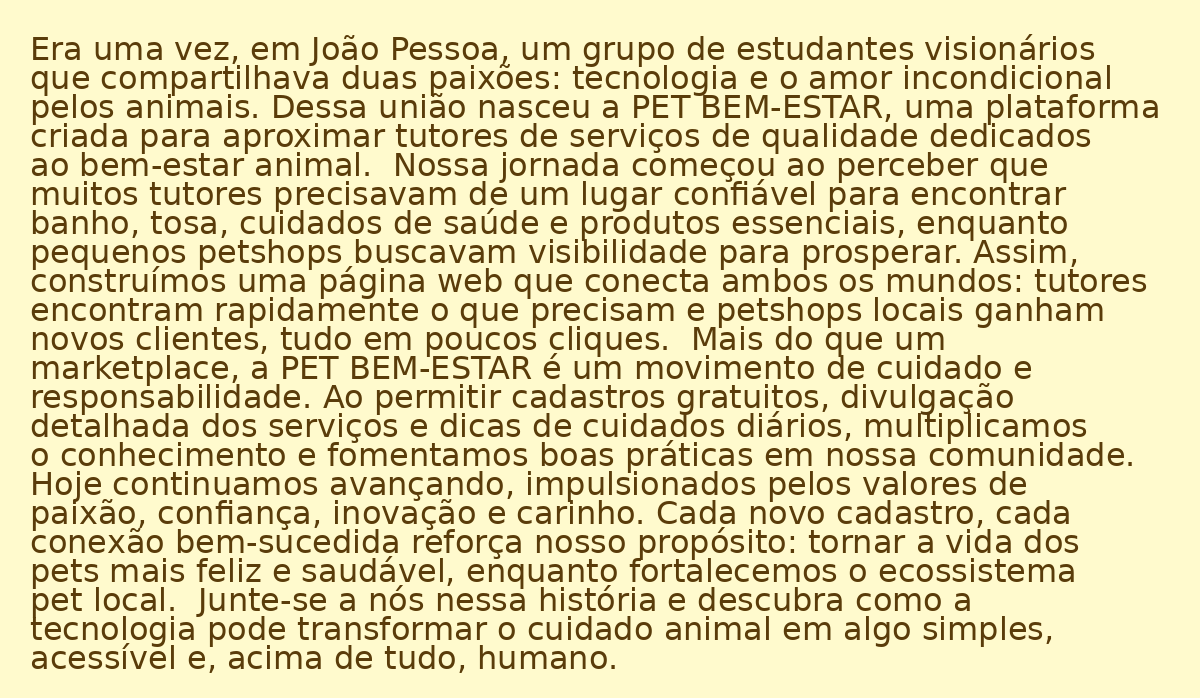 Era uma vez, em João Pessoa, um grupo de estudantes visionários
que compartilhava duas paixões: tecnologia e o amor incondicional
pelos animais. Dessa união nasceu a PET BEM-ESTAR, uma plataforma
criada para aproximar tutores de serviços de qualidade dedicados
ao bem-estar animal.  Nossa jornada começou ao perceber que
muitos tutores precisavam de um lugar confiável para encontrar
banho, tosa, cuidados de saúde e produtos essenciais, enquanto
pequenos petshops buscavam visibilidade para prosperar. Assim,
construímos uma página web que conecta ambos os mundos: tutores
encontram rapidamente o que precisam e petshops locais ganham
novos clientes, tudo em poucos cliques.  Mais do que um
marketplace, a PET BEM-ESTAR é um movimento de cuidado e
responsabilidade. Ao permitir cadastros gratuitos, divulgação
detalhada dos serviços e dicas de cuidados diários, multiplicamos
o conhecimento e fomentamos boas práticas em nossa comunidade.
Hoje continuamos avançando, impulsionados pelos valores de
paixão, confiança, inovação e carinho. Cada novo cadastro, cada
conexão bem-sucedida reforça nosso propósito: tornar a vida dos
pets mais feliz e saudável, enquanto fortalecemos o ecossistema
pet local.  Junte-se a nós nessa história e descubra como a
tecnologia pode transformar o cuidado animal em algo simples,
acessível e, acima de tudo, humano.